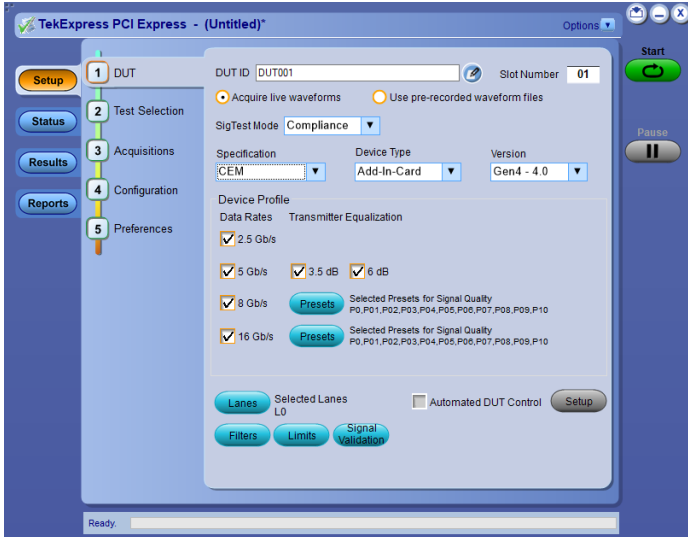 TekExpress PCI Express - (Untitled)*
Options
Start
Pause
Setup
Status
Results
Reports
1 DUT
2 Test Selection
3 Acquisitions
4 Configuration
5 Preferences
DUT ID DUT001 Slot Number 01
Acquire live waveforms Use pre-recorded waveform files
SigTest Mode Compliance
Specification Device Type Version
CEM Add-In-Card Gen4 - 4.0
Device Profile
Data Rates Transmitter Equalization
2.5 Gb/s
5 Gb/s 3.5 dB 6 dB
8 Gb/s Presets Selected Presets for Signal Quality
P0,P01,P02,P03,P04,P05,P06,P07,P08,P09,P10
16 Gb/s Presets Selected Presets for Signal Quality
P0,P01,P02,P03,P04,P05,P06,P07,P08,P09,P10
Lanes Selected Lanes
L0
Automated DUT Control Setup
Filters Limits Signal
Validation
Ready.